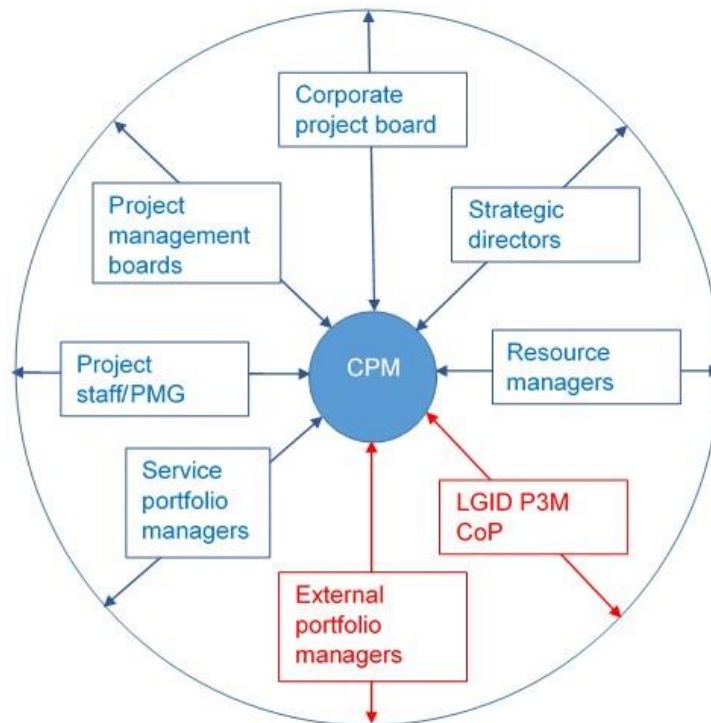 Corporate
project board
Project
management
boards
Strategic
directors
Project
staff/PMG
CPM
Resource
managers
Service
portfolio
managers
LGID P3M
CoP
External
portfolio
managers